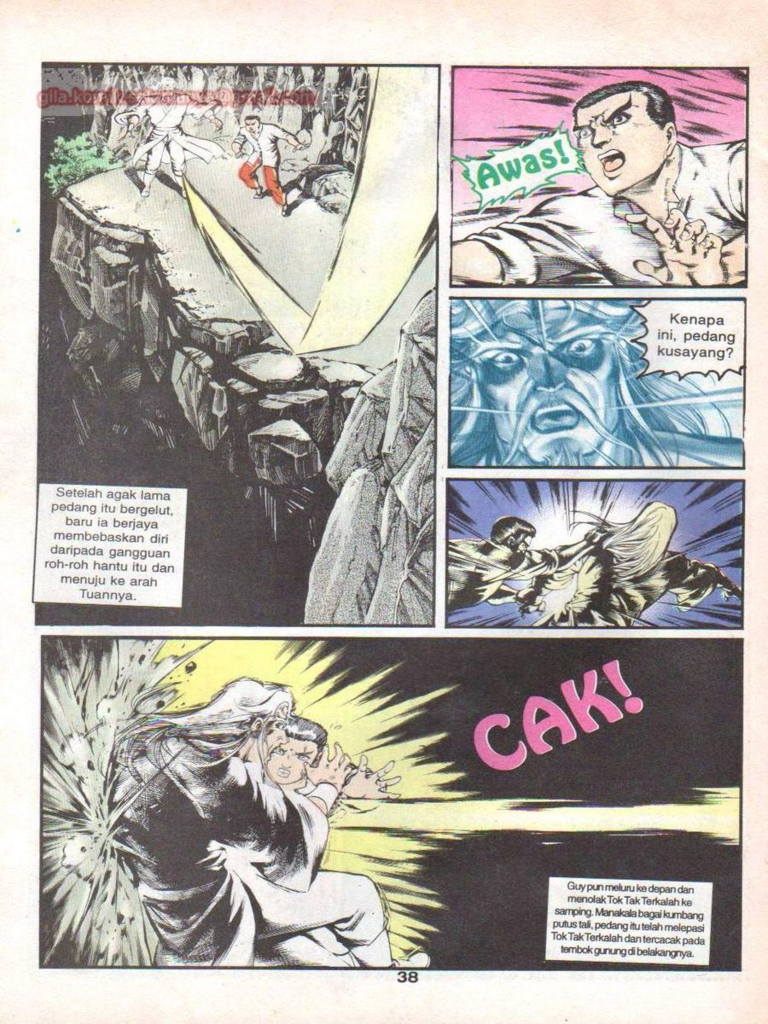 Setelah agak lama
pedang itu bergelut,
baru ia berjaya
membebaskan diri
daripada gangguan
roh-roh hantu itu dan
menuju ke arah
Tuannya.
Awas!
Kenapa
ini, pedang
kusayang?
CAK!
Guy pun meluru ke depan dan
menolak Tok Tak Terkalah ke
samping. Manakala bagai kumbang
putus tali, pedang itu telah melepasi
Tok Tak Terkalah dan tercacak pada
tembok gunung di belakangnya.
38